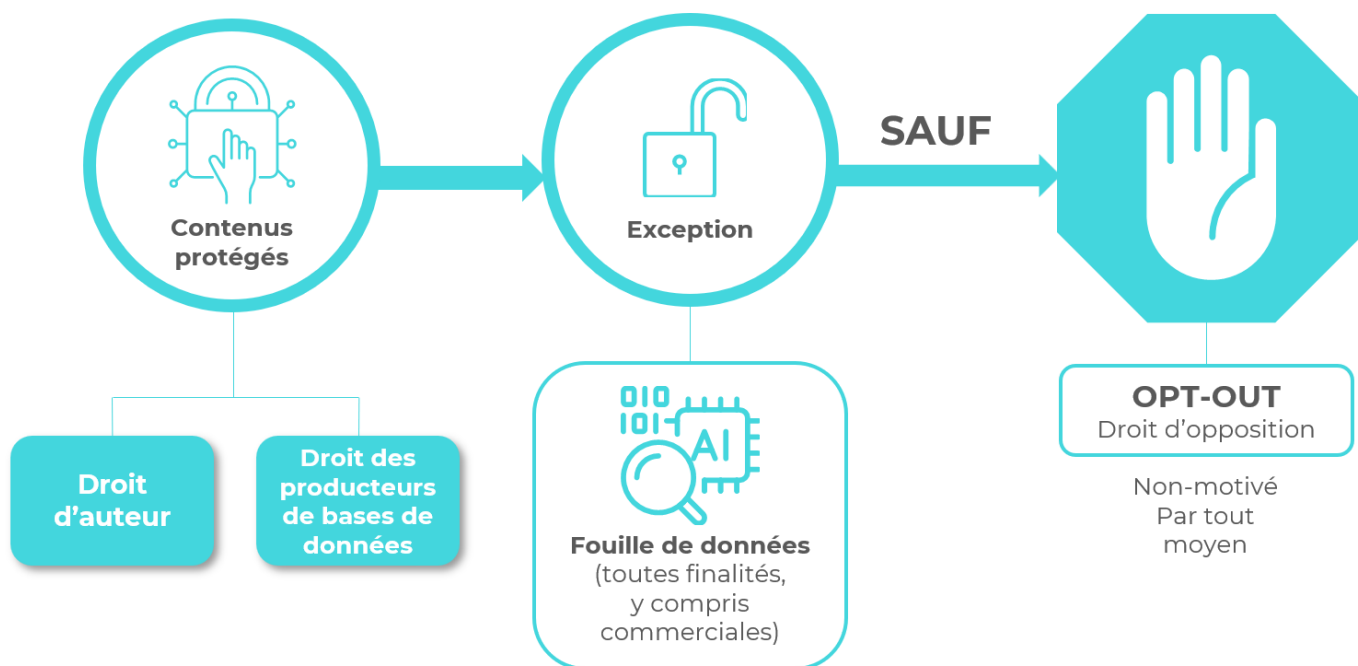 Contenus
protégés
Exception
SAUF
Droit
d'auteur
Droit des
producteurs
de bases de
données
010
101
AI
Fouille de données
(toutes finalités,
y compris
commerciales)
OPT-OUT
Droit d'opposition
Non-motivé
Par tout
moyen